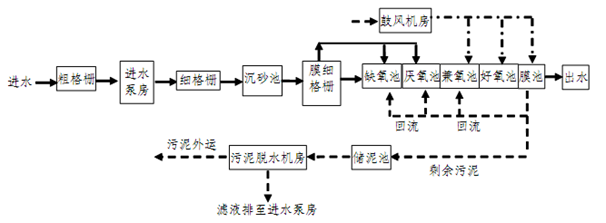 鼓风机房
进水
粗格栅
进水
泵房
细格栅
沉砂池
膜细
格栅
缺氧池
厌氧池
兼氧池
好氧池
膜池
出水
回流
回流
污泥外运
污泥脱水机房
储泥池
剩余污泥
滤液排至进水泵房